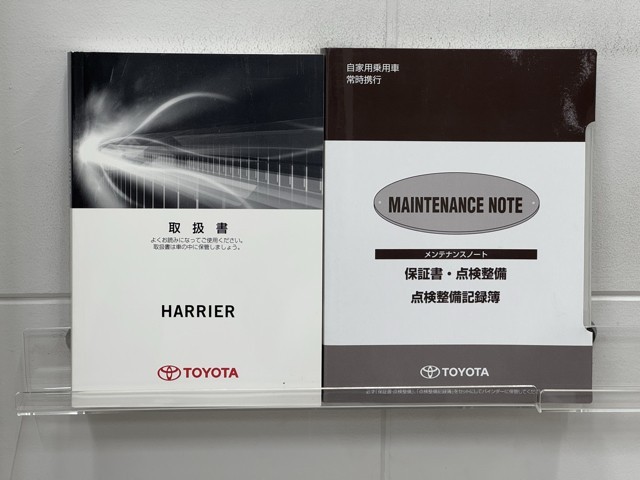 取扱書
よくお読みになってご使用ください。
取扱書は車の中に保管しましょう。
HARRIER
TOYOTA
自家用乗用車
常時携行
MAINTENANCE NOTE
メンテナンスノート
保証書・点検整備
点検整備記録簿
TOYOTA